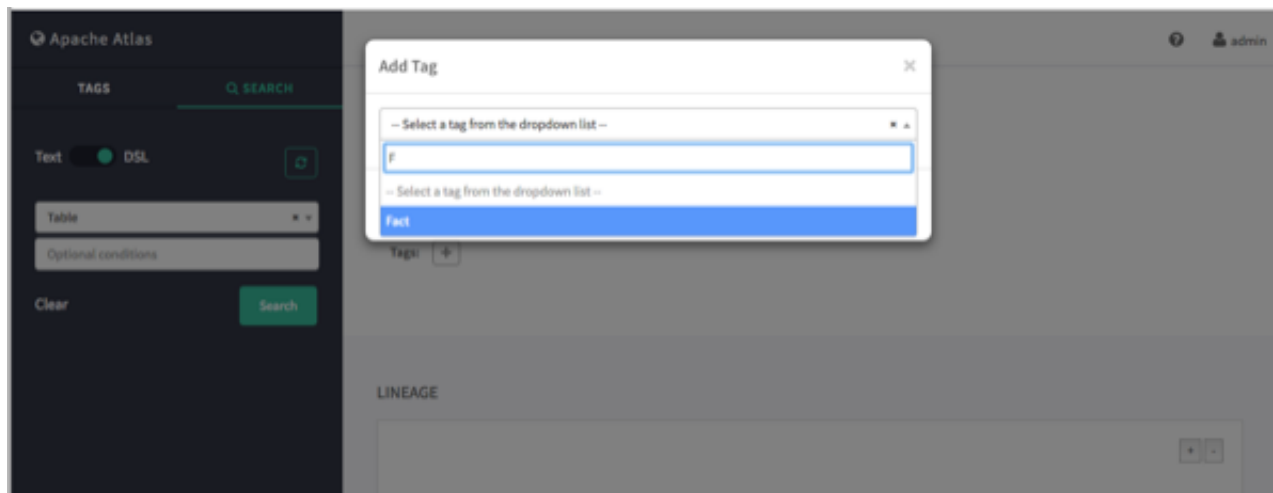 Apache Atlas
admin
TAGS
SEARCH
Text DSL
Table
Optional conditions
Clear
Search
Add Tag
-- Select a tag from the dropdown list --
F
-- Select a tag from the dropdown list --
Fact
Tags: +
LINEAGE
+ -